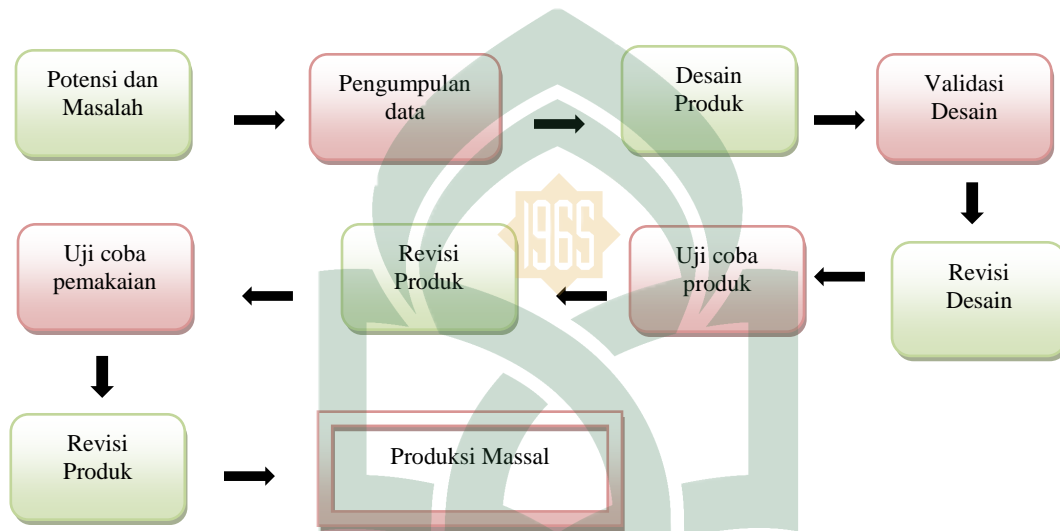 Potensi dan
Masalah
Pengumpulan
data
Desain
Produk
Validasi
Desain
Revisi
Desain
Uji coba
produk
1965
Revisi
Produk
Uji coba
pemakaian
Revisi
Produk
Produksi Massal